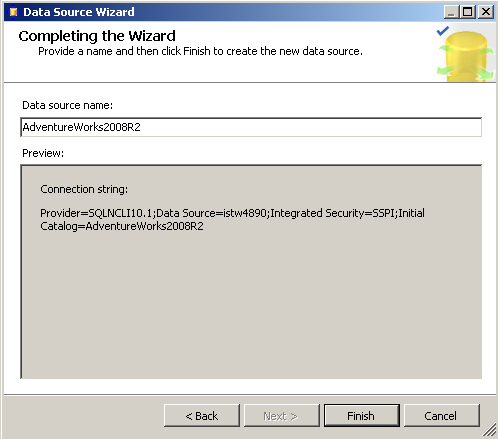 Data Source Wizard
Completing the Wizard
Provide a name and then click Finish to create the new data source.
Data source name:
AdventureWorks2008R2
Preview:
Connection string:
Provider=SQLNCLI10.1;Data Source=istw4890;Integrated Security=SSPI;Initial
Catalog=AdventureWorks2008R2
< Back
Next >
Finish
Cancel